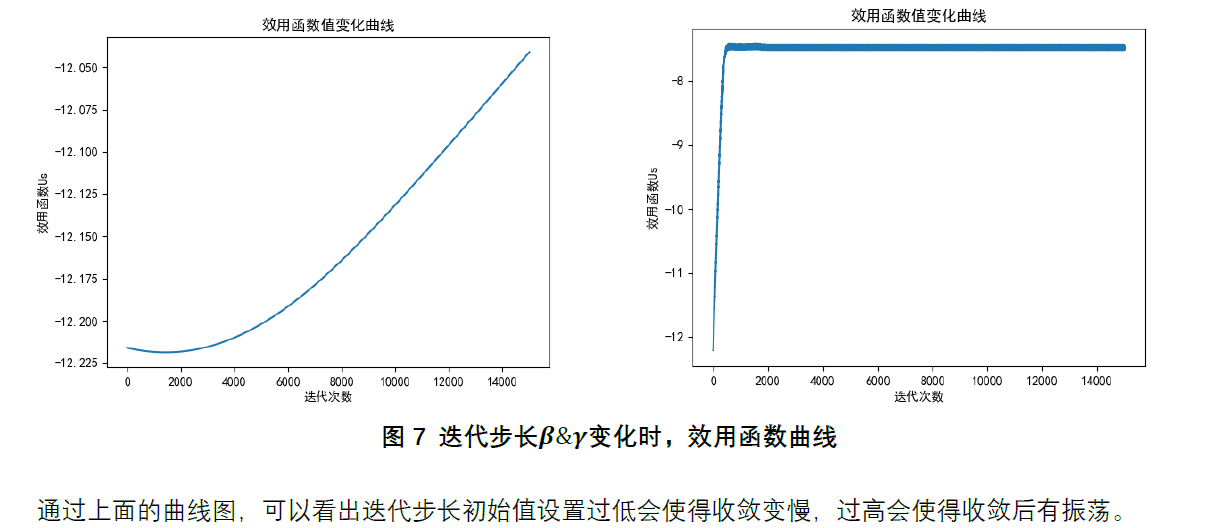 效用函数值变化曲线
效用函数值变化曲线
-12.050
-12.075
-12.100
-12.125
-12.150
-12.175
-12.200
-12.225
效用函数Us
0 2000 4000 6000 8000 10000 12000 14000
迭代次数
-8
-9
-10
-11
-12
效用函数Us
0 2000 4000 6000 8000 10000 12000 14000
迭代次数
图 7 迭代步长β&γ变化时，效用函数曲线
通过上面的曲线图，可以看出迭代步长初始值设置过低会使得收敛变慢，过高会使得收敛后有振荡。